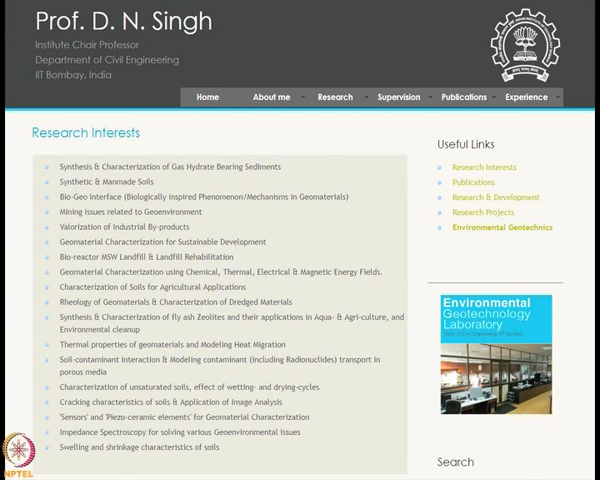 Prof. D. N. Singh
Institute Chair Professor
Department of Civil Engineering
IIT Bombay, India
Home About me Research Supervision Publications Experience
Research Interests
Synthesis & Characterization of Gas Hydrate Bearing Sediments
Synthetic & Manmade Soils
Bio-Geo Interface (Biologically Inspired Phenomenon/Mechanisms in Geomaterials)
Mining Issues related to Geoenvironment
Valorization of Industrial By-products
Geomaterial Characterization for Sustainable Development
Bio-reactor MSW Landfill & Landfill Rehabilitation
Geomaterial Characterization using Chemical, Thermal, Electrical & Magnetic Energy Fields.
Characterization of Soils for Agricultural Applications
Rheology of Geomaterials & Characterization of Dredged Materials
Synthesis & Characterization of fly ash Zeolites and their applications in Aqua- & Agri-culture, and
Environmental cleanup
Thermal properties of geomaterials and Modeling Heat Migration
Soil-contaminant interaction & Modeling contaminant (including Radionuclides) transport in
porous media
Characterization of unsaturated soils, effect of wetting- and drying-cycles
Cracking characteristics of soils & Application of Image Analysis
'Sensors' and 'Piezo-ceramic elements' for Geomaterial Characterization
Impedance Spectroscopy for solving various Geoenvironmental Issues
Swelling and shrinkage characteristics of soils
Useful Links
Research Interests
Publications
Research & Development
Research Projects
Environmental Geotechnics
Environmental
Geotechnology
Laboratory
Search
NPTEL